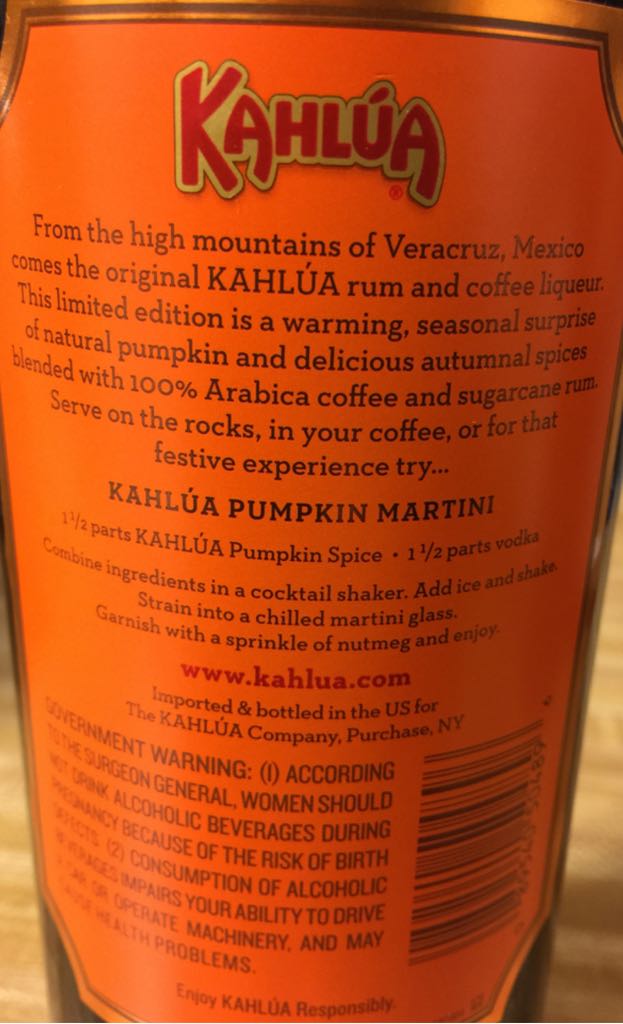 KAHLÚA
®
From the high mountains of Veracruz, Mexico
comes the original KAHLÚA rum and coffee liqueur.
This limited edition is a warming, seasonal surprise
of natural pumpkin and delicious autumnal spices
blended with 100% Arabica coffee and sugarcane rum.
Serve on the rocks, in your coffee, or for that
festive experience try...
KAHLÚA PUMPKIN MARTINI
1 1/2 parts KAHLÚA Pumpkin Spice • 1 1/2 parts vodka
Combine ingredients in a cocktail shaker. Add ice and shake.
Strain into a chilled martini glass.
Garnish with a sprinkle of nutmeg and enjoy.
www.kahlua.com
Imported & bottled in the US for
The KAHLÚA Company, Purchase, NY
GOVERNMENT WARNING: (1) ACCORDING
TO THE SURGEON GENERAL, WOMEN SHOULD
NOT DRINK ALCOHOLIC BEVERAGES DURING
PREGNANCY BECAUSE OF THE RISK OF BIRTH
DEFECTS. (2) CONSUMPTION OF ALCOHOLIC
BEVERAGES IMPAIRS YOUR ABILITY TO DRIVE
A CAR OR OPERATE MACHINERY, AND MAY
CAUSE HEALTH PROBLEMS.
Enjoy KAHLÚA Responsibly.